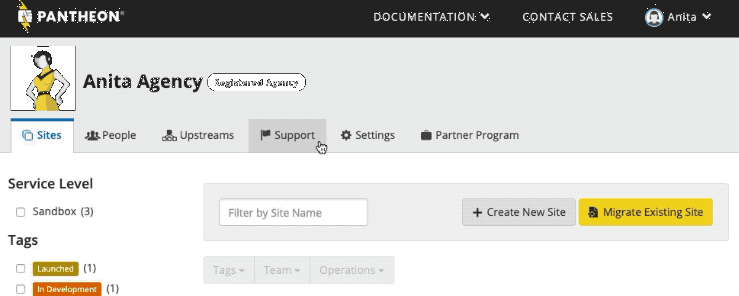 PANTHEON® DOCUMENTATION CONTACT SALES Anita
Anita Agency Registered Agency
Sites People Upstreams Support Settings Partner Program
Service Level
Sandbox (3)
Tags
Launched (1)
In Development (1)
Filter by Site Name + Create New Site Migrate Existing Site
Tags Team Operations